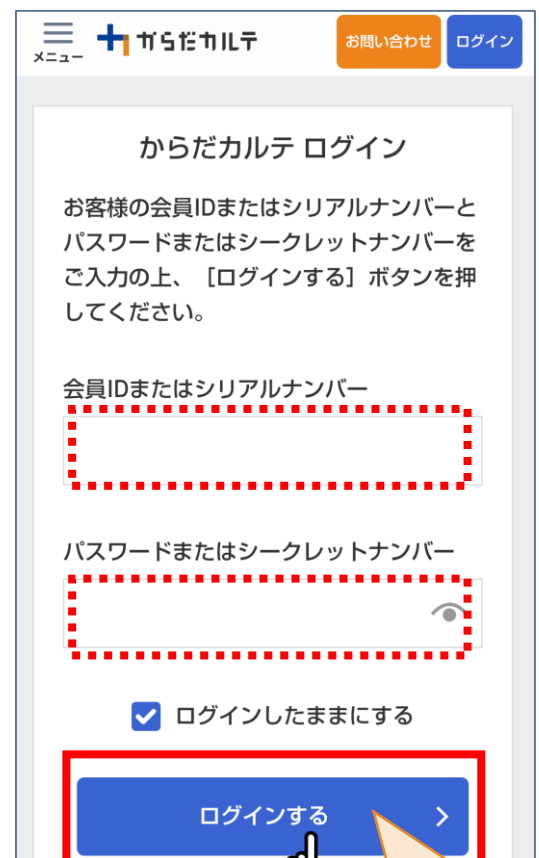 メニュー
からだカルテ
お問い合わせ
ログイン
からだカルテ ログイン
お客様の会員IDまたはシリアルナンバーと
パスワードまたはシークレットナンバーを
ご入力の上、［ログインする］ボタンを押
してください。
会員IDまたはシリアルナンバー
パスワードまたはシークレットナンバー
ログインしたままにする
ログインする